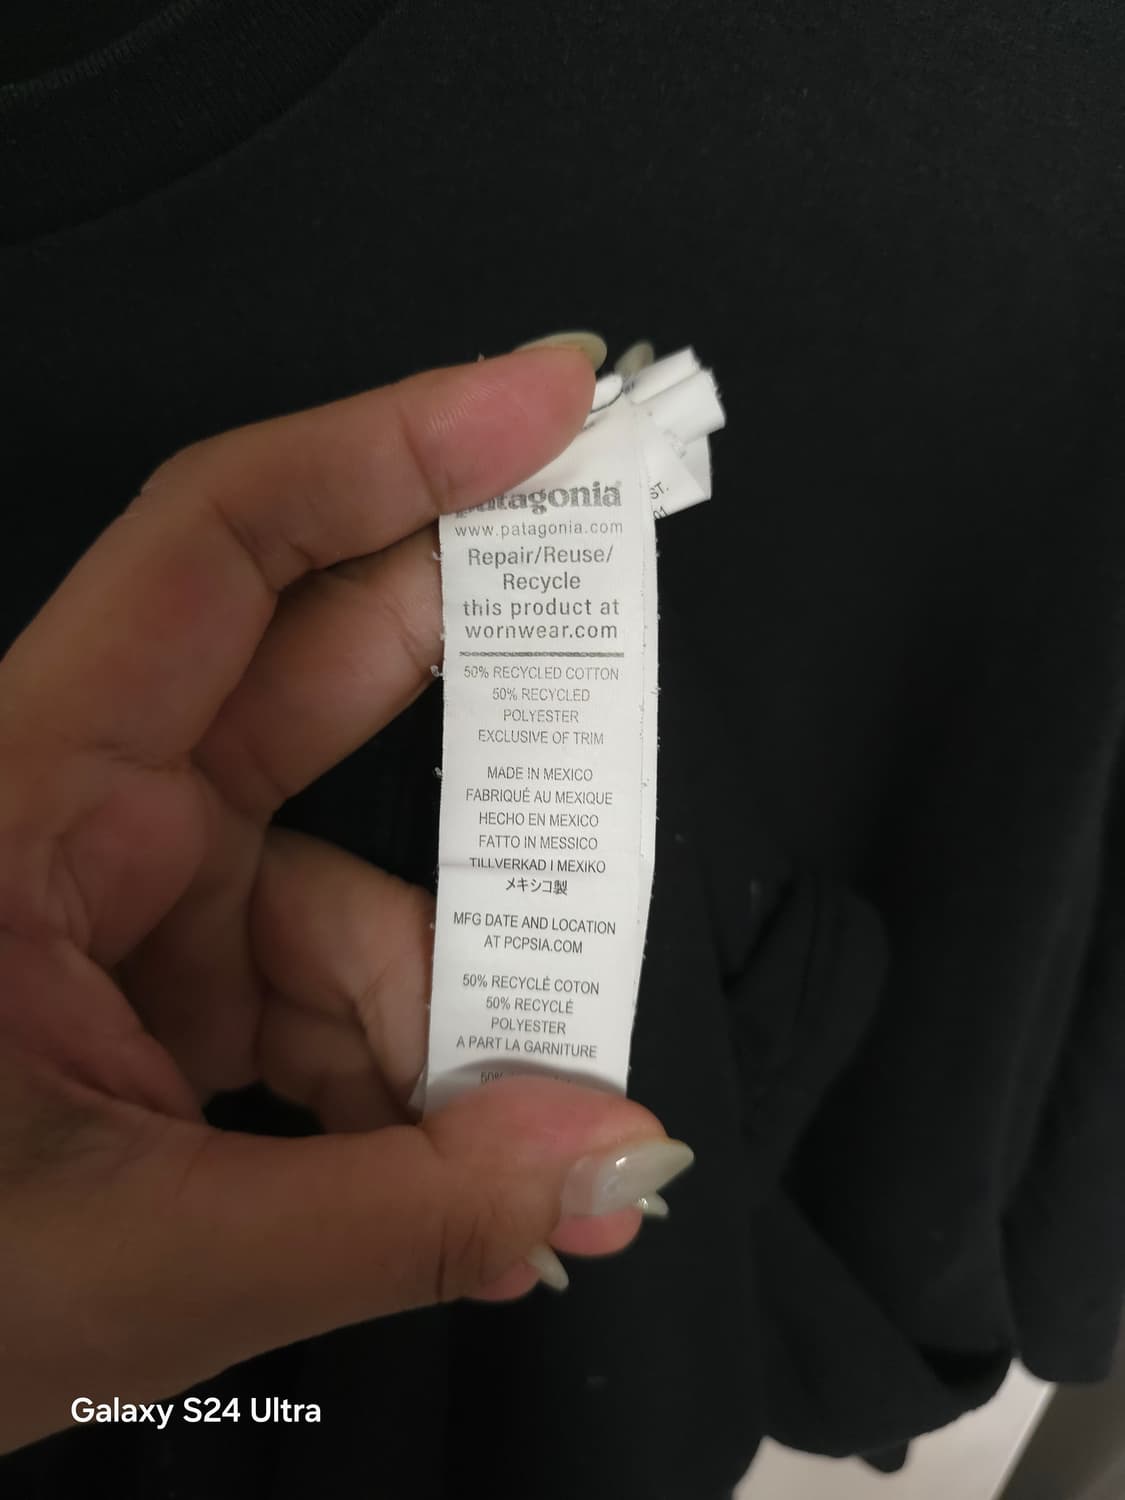 patagonia
www.patagonia.com
Repair/Reuse/
Recycle
this product at
wornwear.com
50% RECYCLED COTTON
50% RECYCLED
POLYESTER
EXCLUSIVE OF TRIM
MADE IN MEXICO
FABRIQUÉ AU MEXIQUE
HECHO EN MEXICO
FATTO IN MESSICO
TILLVERKAD I MEXIKO
メキシコ製
MFG DATE AND LOCATION
AT PCPSIA.COM
50% RECYCLÉ COTON
50% RECYCLÉ
POLYESTER
A PART LA GARNITURE
50%
ST.
01
Galaxy S24 Ultra